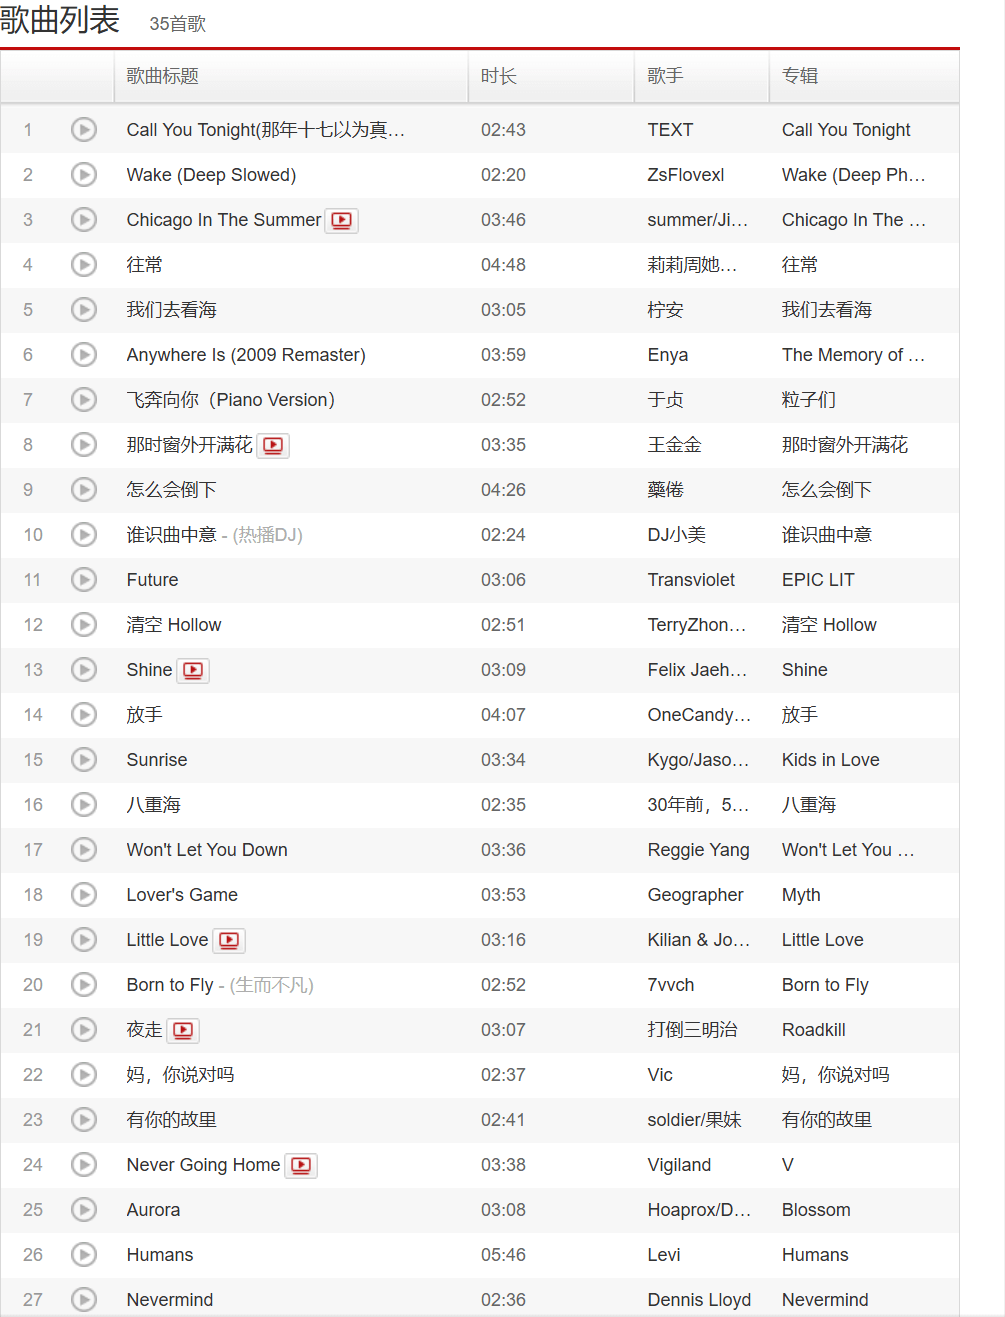 歌曲列表 35首歌
歌曲标题 时长 歌手 专辑
1 Call You Tonight(那年十七以为真... 02:43 TEXT Call You Tonight
2 Wake (Deep Slowed) 02:20 ZsFlovexl Wake (Deep Ph...
3 Chicago In The Summer 03:46 summer/Ji... Chicago In The ...
4 往常 04:48 莉莉周她... 往常
5 我们去看海 03:05 柠安 我们去看海
6 Anywhere Is (2009 Remaster) 03:59 Enya The Memory of ...
7 飞奔向你（Piano Version） 02:52 于贞 粒子们
8 那时窗外开满花 03:35 王金金 那时窗外开满花
9 怎么会倒下 04:26 藥倦 怎么会倒下
10 谁识曲中意 - (热播DJ) 02:24 DJ小美 谁识曲中意
11 Future 03:06 Transviolet EPIC LIT
12 清空 Hollow 02:51 TerryZhon... 清空 Hollow
13 Shine 03:09 Felix Jaeh... Shine
14 放手 04:07 OneCandy... 放手
15 Sunrise 03:34 Kygo/Jaso... Kids in Love
16 八重海 02:35 30年前，5... 八重海
17 Won't Let You Down 03:36 Reggie Yang Won't Let You ...
18 Lover's Game 03:53 Geographer Myth
19 Little Love 03:16 Kilian & Jo... Little Love
20 Born to Fly - (生而不凡) 02:52 7vvch Born to Fly
21 夜走 03:07 打倒三明治 Roadkill
22 妈，你说对吗 02:37 Vic 妈，你说对吗
23 有你的故里 02:41 soldier/果妹 有你的故里
24 Never Going Home 03:38 Vigiland V
25 Aurora 03:08 Hoaprox/D... Blossom
26 Humans 05:46 Levi Humans
27 Nevermind 02:36 Dennis Lloyd Nevermind